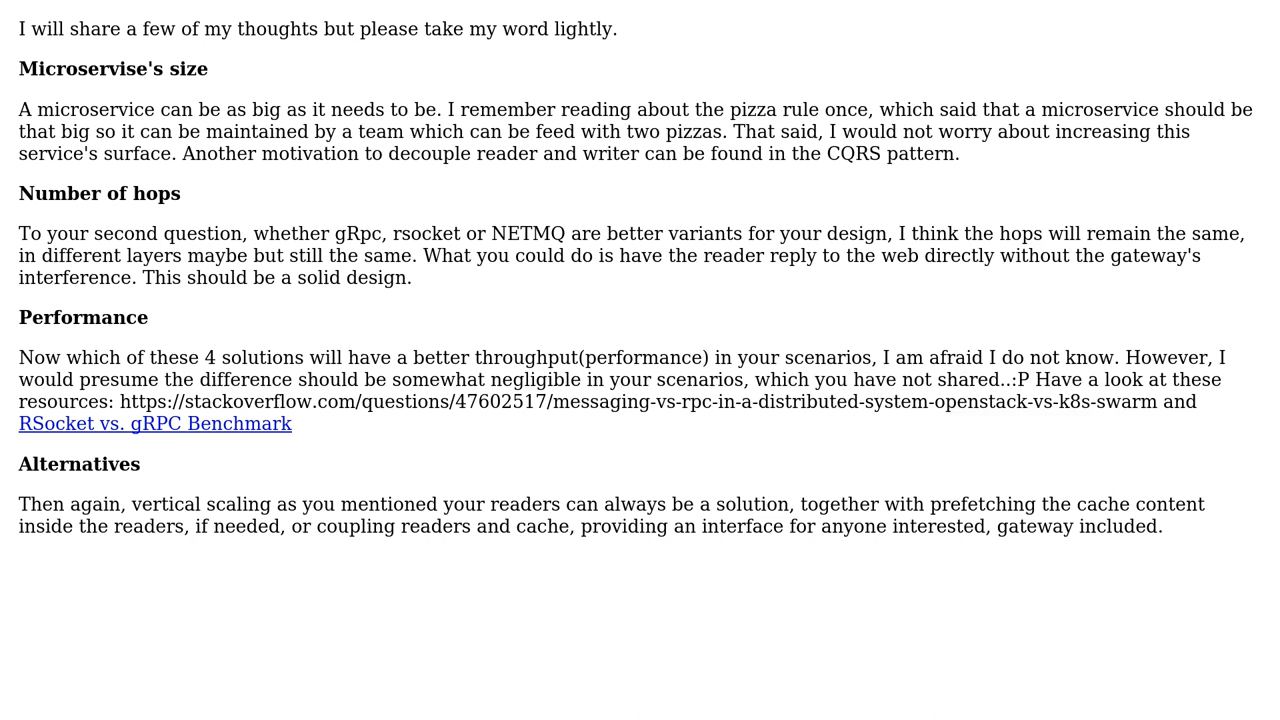 I will share a few of my thoughts but please take my word lightly.
Microservise's size
A microservice can be as big as it needs to be. I remember reading about the pizza rule once, which said that a microservice should be
that big so it can be maintained by a team which can be feed with two pizzas. That said, I would not worry about increasing this
service's surface. Another motivation to decouple reader and writer can be found in the CQRS pattern.
Number of hops
To your second question, whether gRpc, rsocket or NETMQ are better variants for your design, I think the hops will remain the same,
in different layers maybe but still the same. What you could do is have the reader reply to the web directly without the gateway's
interference. This should be a solid design.
Performance
Now which of these 4 solutions will have a better throughput(performance) in your scenarios, I am afraid I do not know. However, I
would presume the difference should be somewhat negligible in your scenarios, which you have not shared..:P Have a look at these
resources: https://stackoverflow.com/questions/47602517/messaging-vs-rpc-in-a-distributed-system-openstack-vs-k8s-swarm and
RSocket vs. gRPC Benchmark
Alternatives
Then again, vertical scaling as you mentioned your readers can always be a solution, together with prefetching the cache content
inside the readers, if needed, or coupling readers and cache, providing an interface for anyone interested, gateway included.